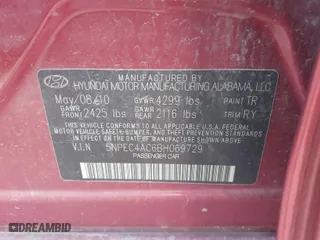 MANUFACTURED BY
HYUNDAI MOTOR MANUFACTURING ALABAMA, LLC
May/08/10 GVWR 4299 lbs PAINT TR
GAWR FRONT 2425 lbs GAWR REAR 2116 lbs TRIM RY
THIS VEHICLE CONFORMS TO ALL APPLICABLE U.S.
FEDERAL MOTOR VEHICLE SAFETY, BUMPER, AND THEFT
PREVENTION STANDARDS IN EFFECT ON THE DATE OF
MANUFACTURE SHOWN ABOVE.
V.I.N 5NPEC4AC6BH069729
PASSENGER CAR